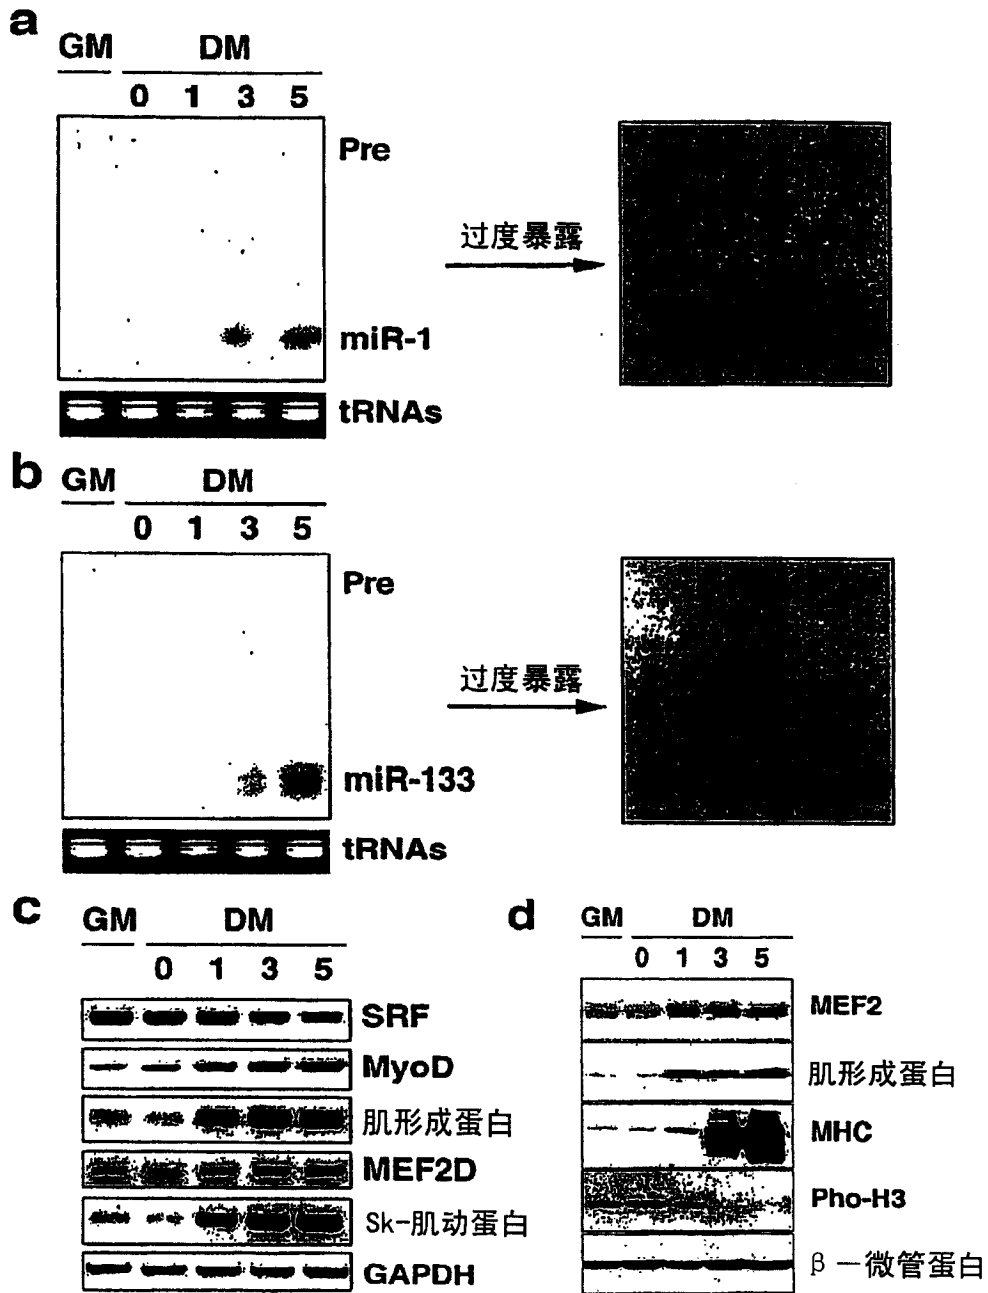 a
GM DM
0 1 3 5
Pre
过度暴露
miR-1
tRNAs
b
GM DM
0 1 3 5
Pre
过度暴露
miR-133
tRNAs
c
GM DM
0 1 3 5
SRF
MyoD
肌形成蛋白
MEF2D
Sk-肌动蛋白
GAPDH
d
GM DM
0 1 3 5
MEF2
肌形成蛋白
MHC
Pho-H3
β-微管蛋白